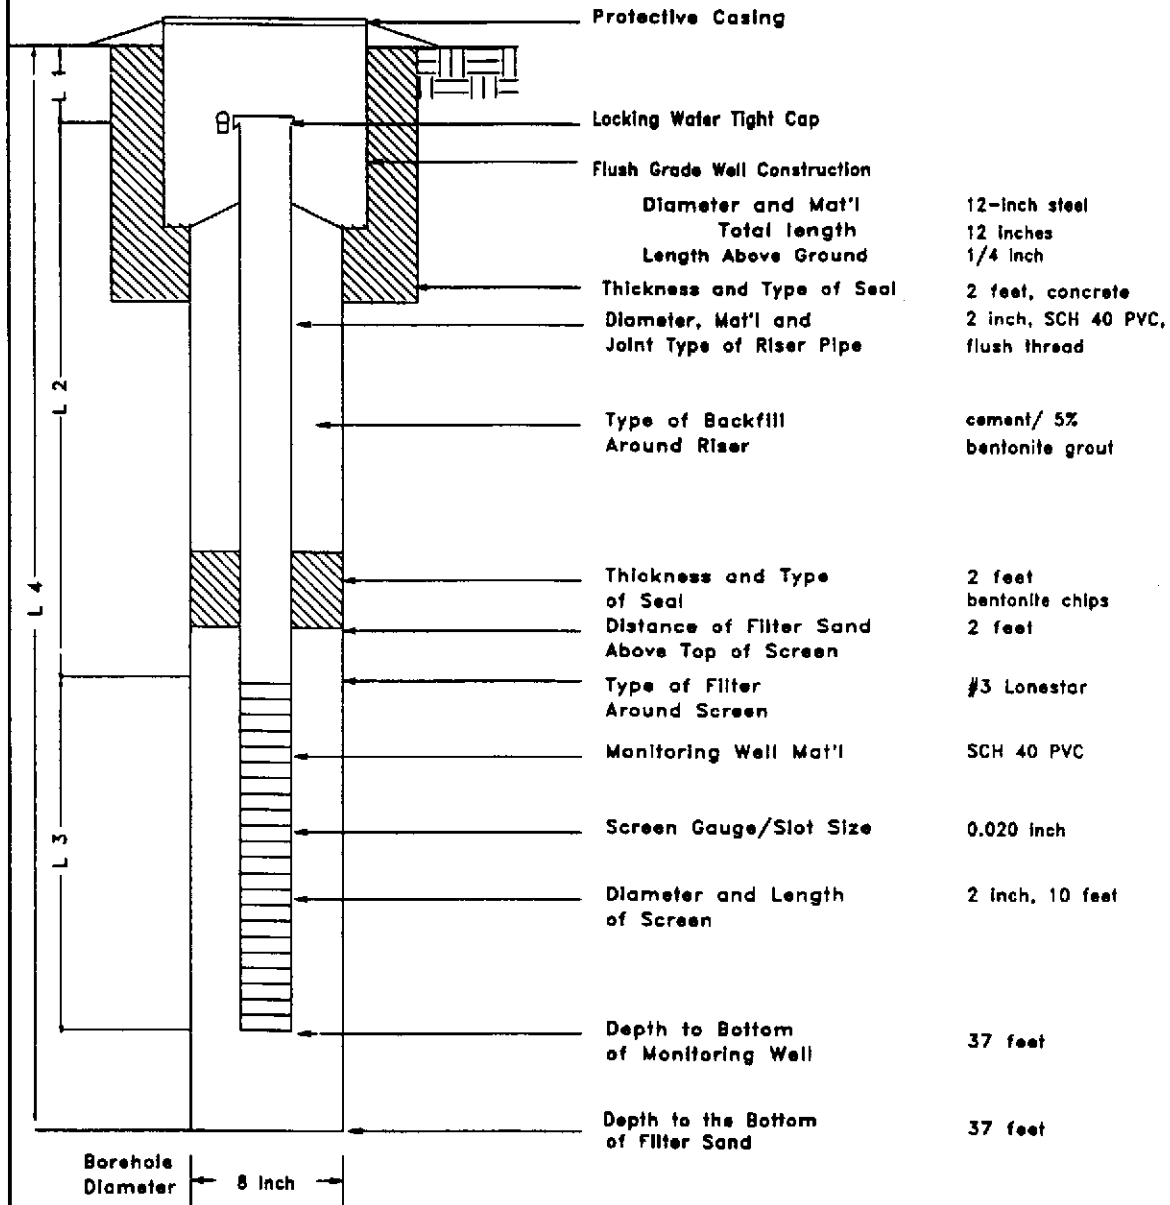 Protective Casing
L 1
Locking Water Tight Cap
Flush Grade Well Construction
Diameter and Mat'l 12-inch steel
Total length 12 inches
Length Above Ground 1/4 inch
Thickness and Type of Seal 2 feet, concrete
Diameter, Mat'l and 2 inch, SCH 40 PVC,
Joint Type of Riser Pipe flush thread
L 2
Type of Backfill cement/ 5%
Around Riser bentonite grout
L 4
Thickness and Type 2 feet
of Seal bentonite chips
Distance of Filter Sand 2 feet
Above Top of Screen
Type of Filter #3 Lonestar
Around Screen
Monitoring Well Mat'l SCH 40 PVC
L 3
Screen Gauge/Slot Size 0.020 inch
Diameter and Length 2 inch, 10 feet
of Screen
Depth to Bottom
of Monitoring Well 37 feet
Depth to the Bottom
of Filter Sand 37 feet
Borehole
Diameter 8 inch